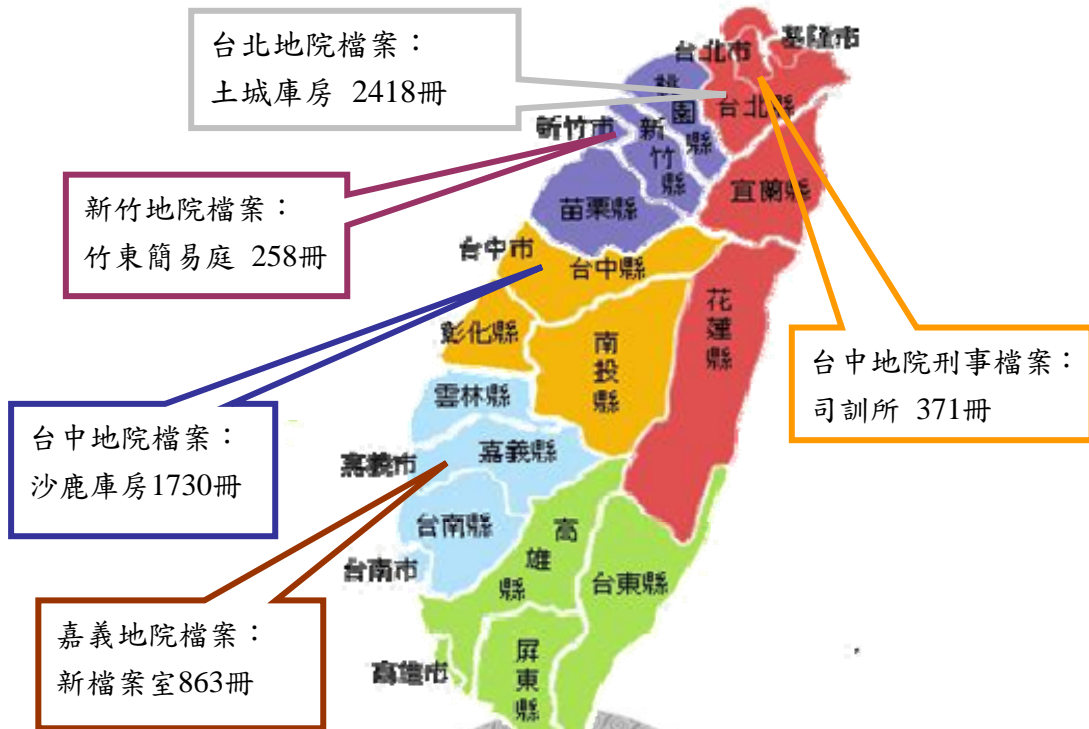 台北地院檔案：
土城庫房 2418冊
新竹地院檔案：
竹東簡易庭 258冊
台中地院檔案：
沙鹿庫房1730冊
嘉義地院檔案：
新檔案室863冊
台中地院刑事檔案：
司訓所 371冊
基隆市
台北市
台北縣
桃園縣
新竹市
新竹縣
苗栗縣
宜蘭縣
台中市
台中縣
彰化縣
南投縣
花蓮縣
雲林縣
嘉義市
嘉義縣
台南縣
台南市
高雄縣
台東縣
高雄市
屏東縣